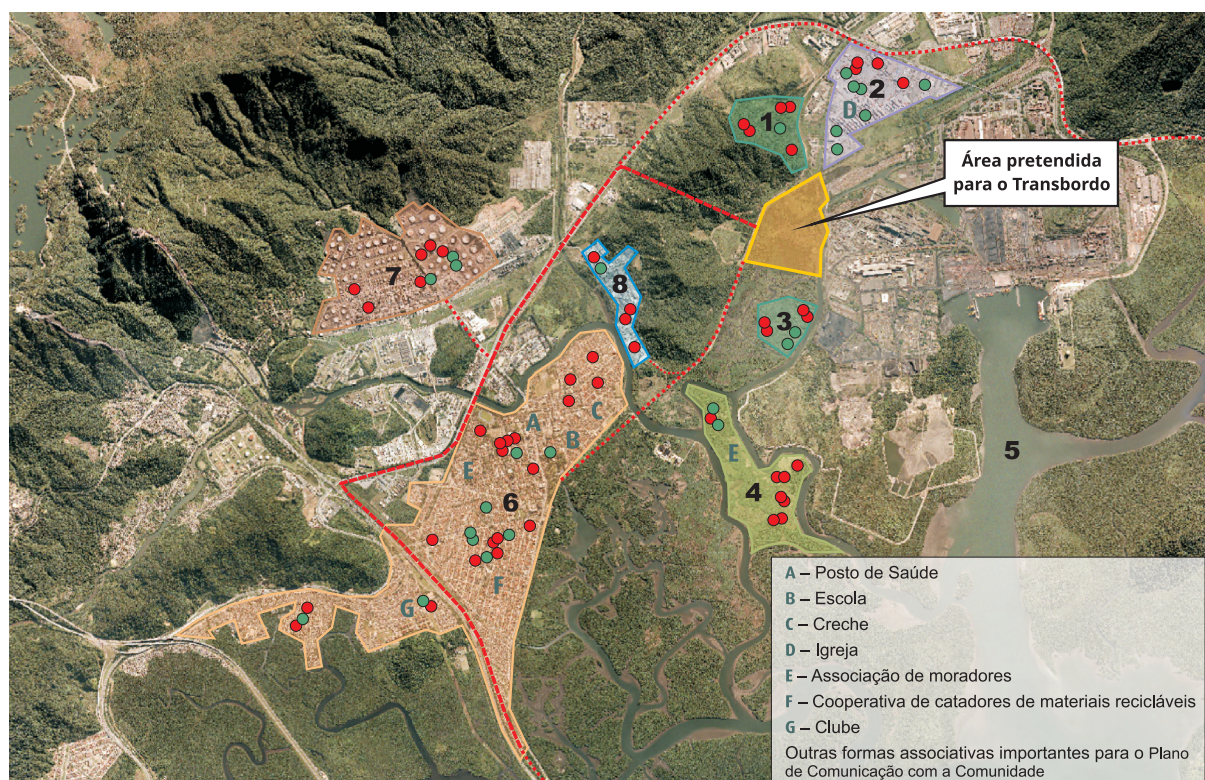 1
2
D
Área pretendida
para o Transbordo
7
8
3
A
C
B
E
E
5
6
4
F
G
A – Posto de Saúde
B – Escola
C – Creche
D – Igreja
E – Associação de moradores
F – Cooperativa de catadores de materiais recicláveis
G – Clube
Outras formas associativas importantes para o Plano
de Comunicação com a Comunidade